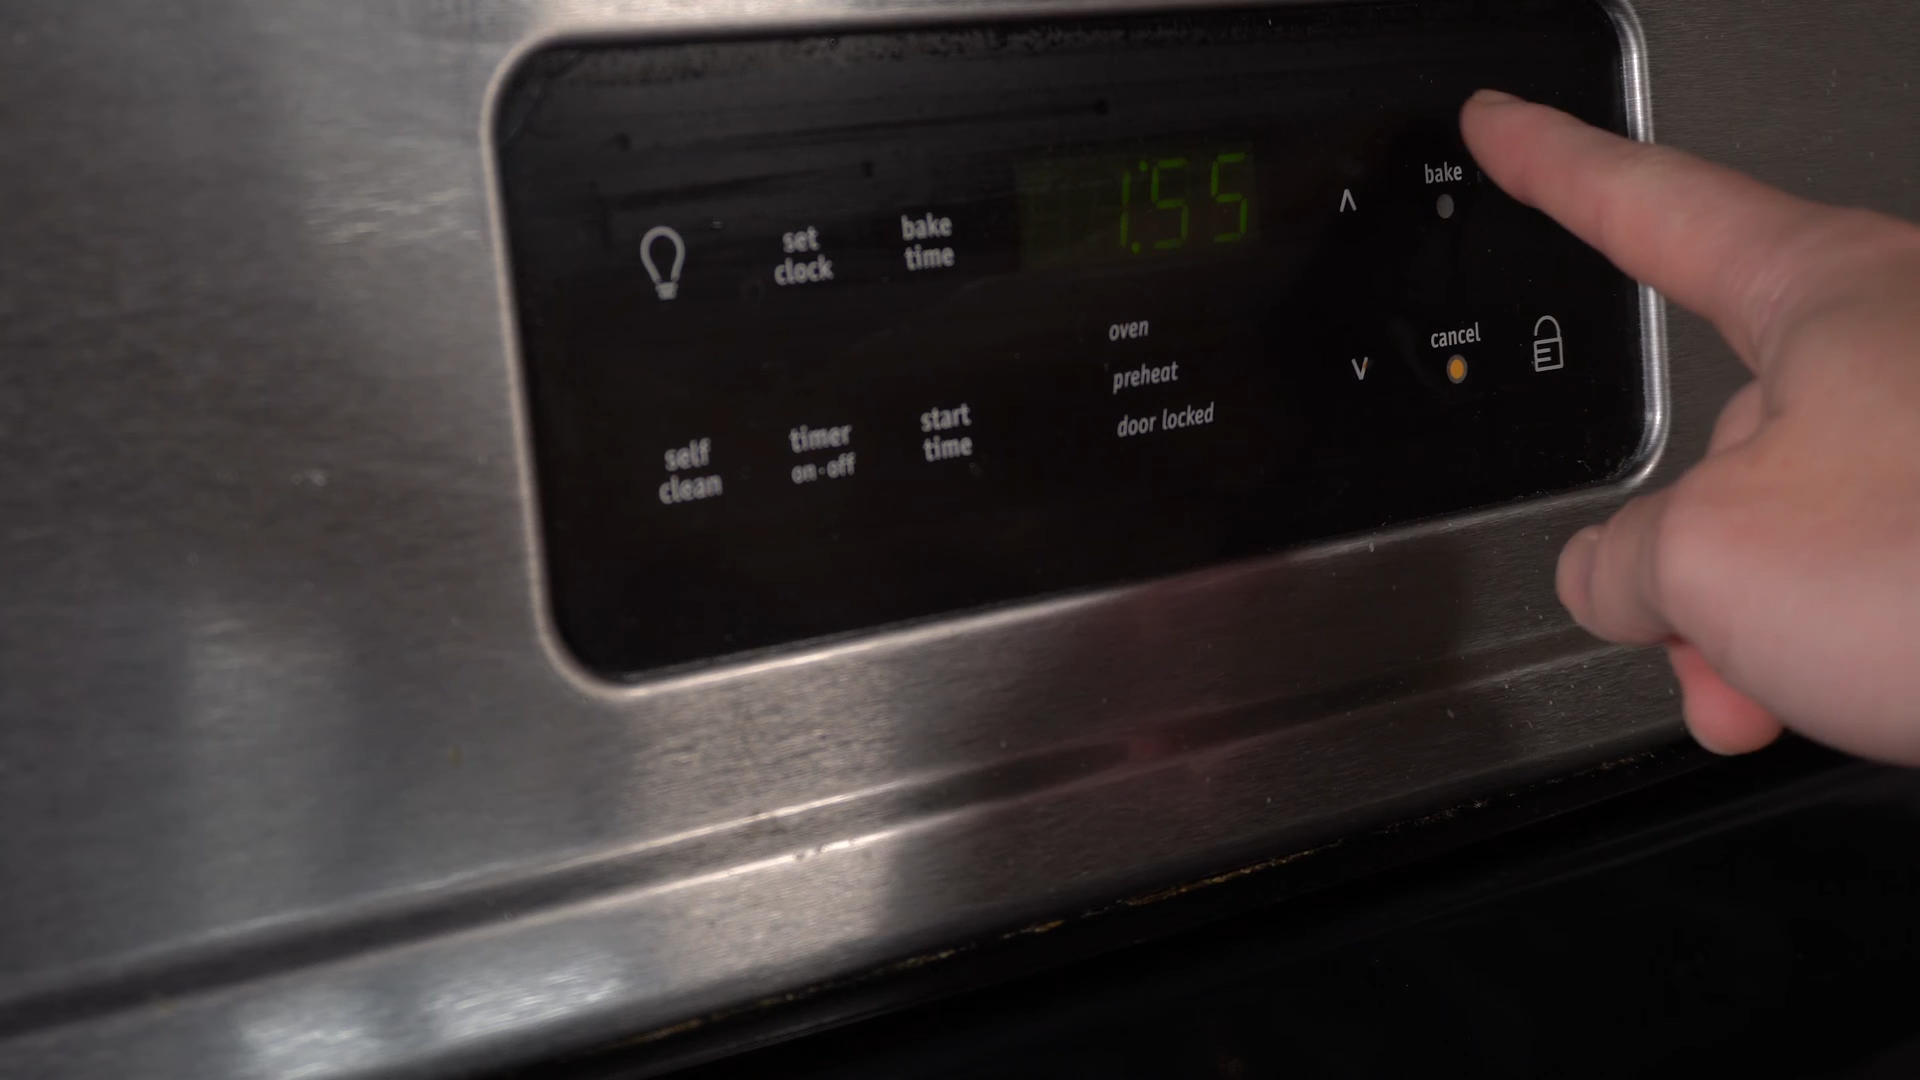 set
clock
bake
time
1:55
bake
oven
preheat
door locked
cancel
self
clean
timer
on·off
start
time